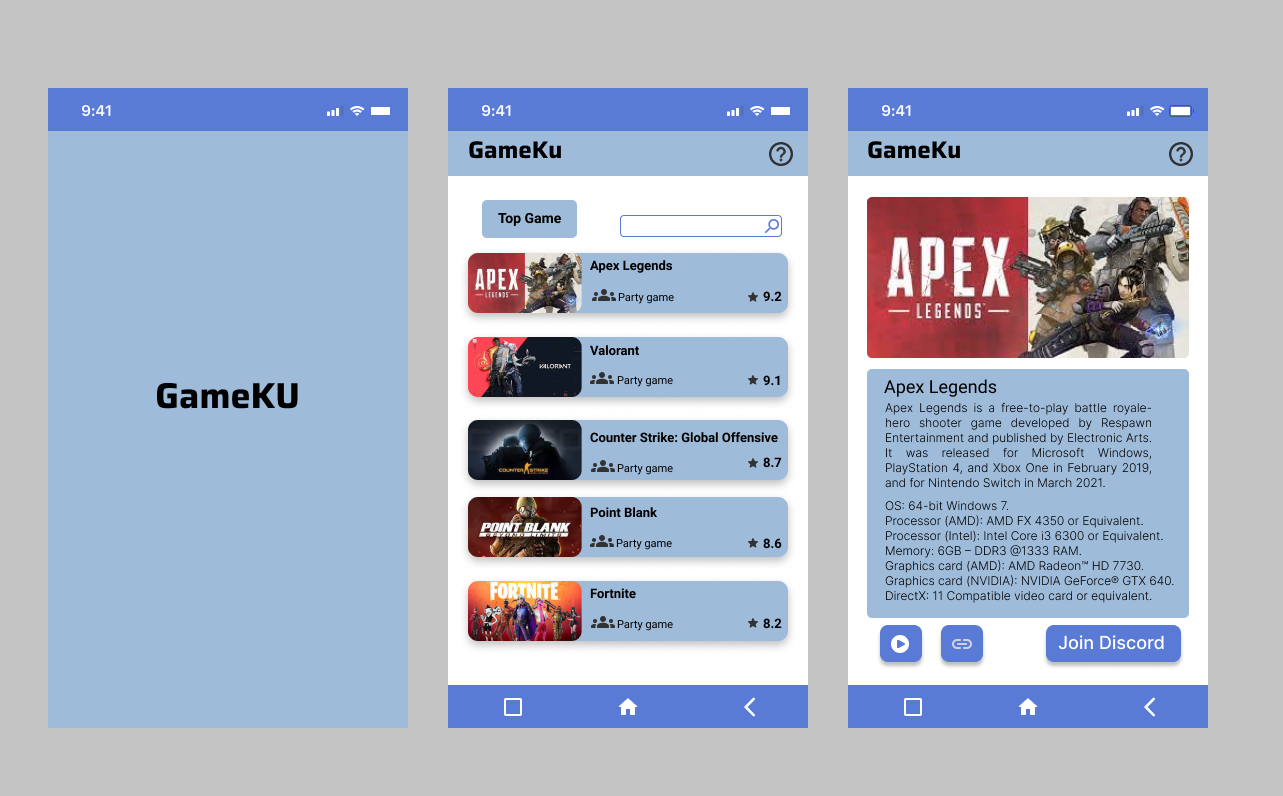 9:41
GameKU
9:41
GameKu
Top Game
APEX
LEGENDS
Apex Legends
Party game
9.2
VALORANT
Valorant
Party game
9.1
COUNTER STRIKE
Counter Strike: Global Offensive
Party game
8.7
POINT BLANK
BEYOND LIMITS
Point Blank
Party game
8.6
FORTNITE
Fortnite
Party game
8.2
9:41
GameKu
APEX
LEGENDS
Apex Legends
Apex Legends is a free-to-play battle royale-
hero shooter game developed by Respawn
Entertainment and published by Electronic Arts.
It was released for Microsoft Windows,
PlayStation 4, and Xbox One in February 2019,
and for Nintendo Switch in March 2021.
OS: 64-bit Windows 7.
Processor (AMD): AMD FX 4350 or Equivalent.
Processor (Intel): Intel Core i3 6300 or Equivalent.
Memory: 6GB – DDR3 @1333 RAM.
Graphics card (AMD): AMD Radeon™ HD 7730.
Graphics card (NVIDIA): NVIDIA GeForce® GTX 640.
DirectX: 11 Compatible video card or equivalent.
Join Discord